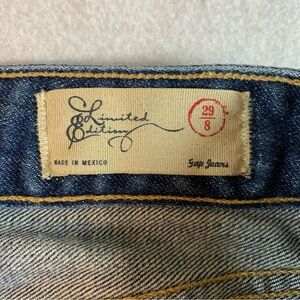 Limited
Edition
29
8
MADE IN MEXICO
Gap Jeans